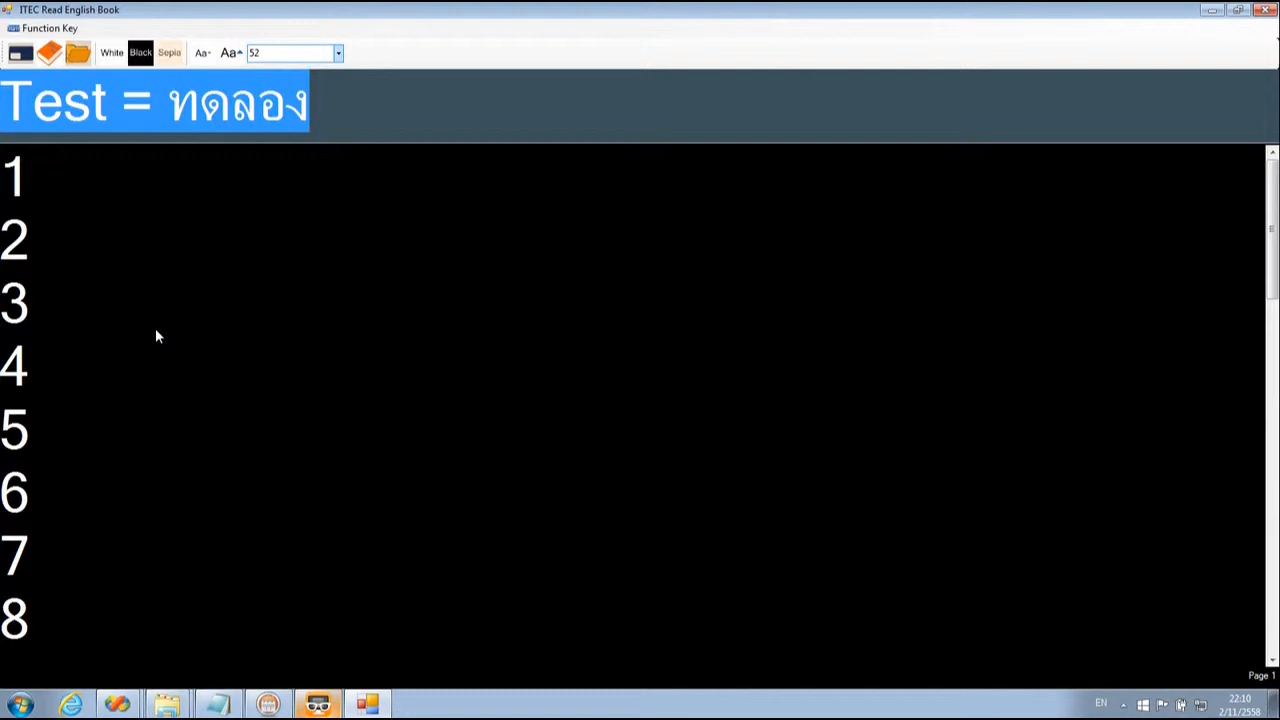 ITEC Read English Book
Function Key
White Black Sepia Aa Aa 52
Test = ทดลอง
1
2
3
4
5
6
7
8
Page 1
EN
22:10
2/11/2558